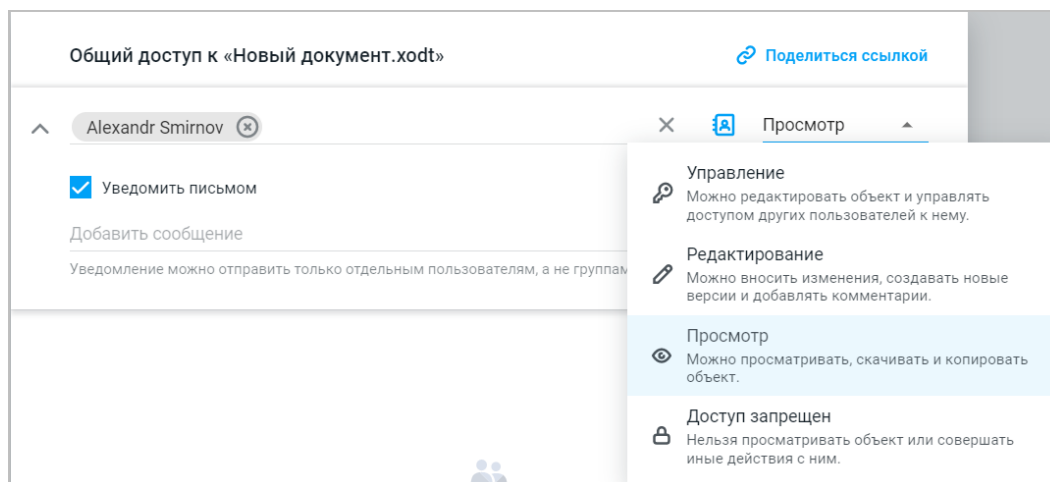 Общий доступ к «Новый документ.xodt»
Поделиться ссылкой
Alexandr Smirnov
Просмотр
Уведомить письмом
Добавить сообщение
Уведомление можно отправить только отдельным пользователям, а не группам
Управление
Можно редактировать объект и управлять
доступом других пользователей к нему.
Редактирование
Можно вносить изменения, создавать новые
версии и добавлять комментарии.
Просмотр
Можно просматривать, скачивать и копировать
объект.
Доступ запрещен
Нельзя просматривать объект или совершать
иные действия с ним.